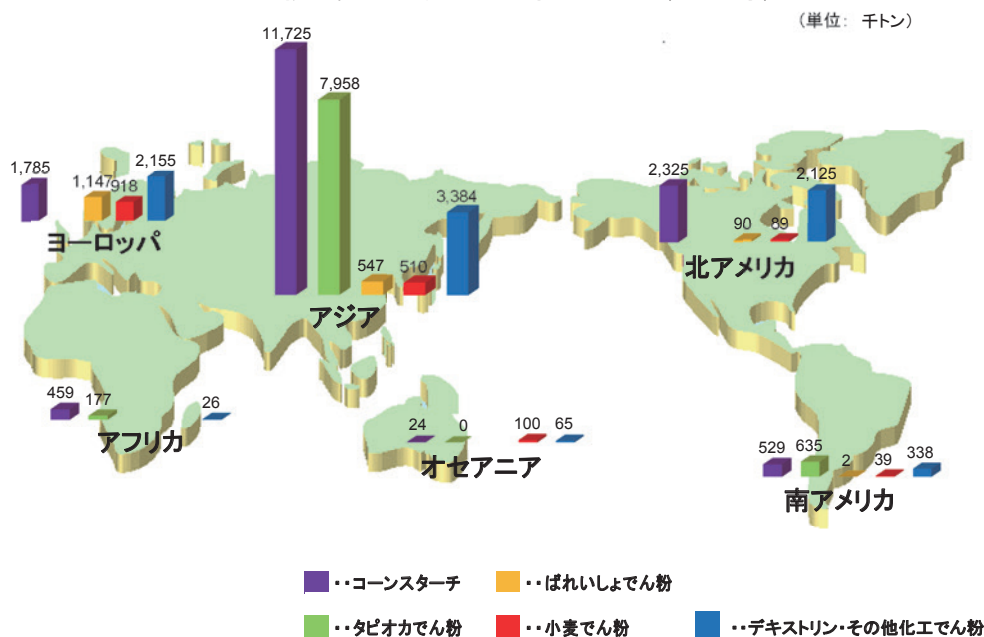 （単位： 千トン）
11,725
7,958
547
510
3,384
アジア
1,785
1,147
918
2,155
ヨーロッパ
2,325
90
89
2,125
北アメリカ
459
177
26
アフリカ
24
0
100
65
オセアニア
529
635
2
39
338
南アメリカ
‥コーンスターチ
‥ばれいしょでん粉
‥タピオカでん粉
‥小麦でん粉
‥デキストリン・その他化工でん粉